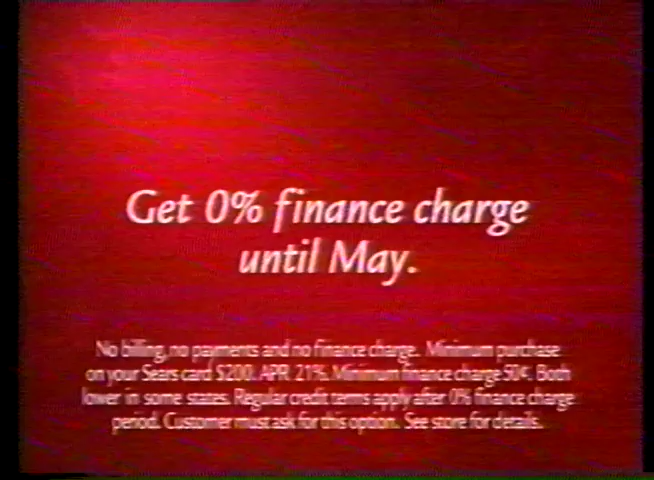 Get 0% finance charge
until May.
No billing, no payments and no finance charge. Minimum purchase
on your Sears card $200. APR 21%. Minimum finance charge 50¢. Both
lower in some states. Regular credit terms apply after 0% finance charge
period. Customer must ask for this option. See store for details.